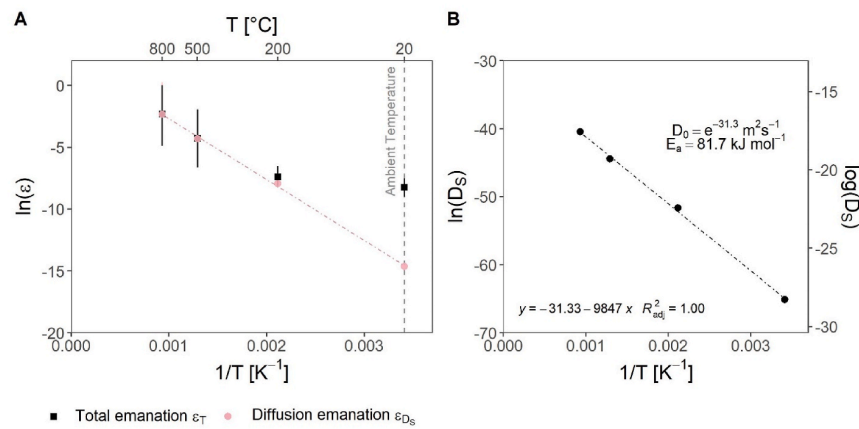 A
T [°C]
800 500 200 20
0
-5
-10
-15
-20
ln(ε)
Ambient Temperature
0.000 0.001 0.002 0.003
1/T [K⁻¹]
B
-30
-40
-50
-60
-70
ln(D_S)
D₀ = e⁻³¹·³ m²s⁻¹
Eₐ = 81.7 kJ mol⁻¹
y = −31.33 − 9847 x R²adj = 1.00
-15
-20
-25
-30
log(D_S)
0.000 0.001 0.002 0.003
1/T [K⁻¹]
Total emanation ε_T Diffusion emanation ε_D_S